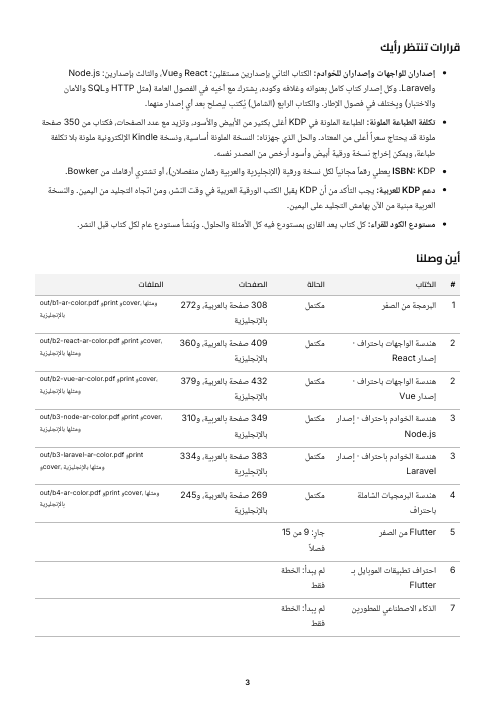 قرارات تنتظر رأيك
• إصداران للواجهات وإصداران للخوادم: الكتاب الثاني بإصدارين مستقلين: React وVue، والثالث بإصدارين: Node.js
وLaravel. وكل إصدار كتاب كامل بعنوانه وغلافه وكوده، يشترك مع أخيه في الفصول العامة (مثل HTTP وSQL والأمان
والاختبار) ويختلف في فصول الإطار. والكتاب الرابع (الشامل) يُكتب ليصلح بعد أي إصدار منهما.
• تكلفة الطباعة الملونة: الطباعة الملونة في KDP أغلى بكثير من الأبيض والأسود، وتزيد مع عدد الصفحات، فكتاب من 350 صفحة
ملونة قد يحتاج سعراً أعلى من المعتاد. والحل الذي جهزناه: النسخة الملونة أساسية، ونسخة Kindle الإلكترونية ملونة بلا تكلفة
طباعة، ويمكن إخراج نسخة ورقية أبيض وأسود أرخص من المصدر نفسه.
• ISBN: KDP يعطي رقماً مجانياً لكل نسخة ورقية (الإنجليزية والعربية رقمان منفصلان)، أو تشتري أرقامك من Bowker.
• دعم KDP للعربية: يجب التأكد من أن KDP يقبل الكتب الورقية العربية في وقت النشر، ومن اتجاه التجليد من اليمين. والنسخة
العربية مبنية من الآن بهامش التجليد على اليمين.
• مستودع الكود للقراء: كل كتاب يعد القارئ بمستودع فيه كل الأمثلة والحلول. ويُنشأ مستودع عام لكل كتاب قبل النشر.
أين وصلنا
# الكتاب الحالة الصفحات الملفات
1 البرمجة من الصفر مكتمل 308 صفحة بالعربية، و272 out/b1-ar-color.pdf وprint وcover، ومثلها
بالإنجليزية بالإنجليزية
2 هندسة الواجهات باحتراف · مكتمل 409 صفحة بالعربية، و360 out/b2-react-ar-color.pdf وprint وcover،
إصدار React بالإنجليزية ومثلها بالإنجليزية
2 هندسة الواجهات باحتراف · مكتمل 432 صفحة بالعربية، و379 out/b2-vue-ar-color.pdf وprint وcover،
إصدار Vue بالإنجليزية ومثلها بالإنجليزية
3 هندسة الخوادم باحتراف · إصدار مكتمل 349 صفحة بالعربية، و310 out/b3-node-ar-color.pdf وprint وcover،
Node.js بالإنجليزية ومثلها بالإنجليزية
3 هندسة الخوادم باحتراف · إصدار مكتمل 383 صفحة بالعربية، و334 out/b3-laravel-ar-color.pdf وprint
Laravel بالإنجليزية وcover، ومثلها بالإنجليزية
4 هندسة البرمجيات الشاملة مكتمل 269 صفحة بالعربية، و245 out/b4-ar-color.pdf وprint وcover، ومثلها
باحتراف بالإنجليزية بالإنجليزية
5 Flutter من الصفر جارٍ: 9 من 15
فصلاً
6 احتراف تطبيقات الموبايل بـ لم يبدأ: الخطة
Flutter فقط
7 الذكاء الاصطناعي للمطورين لم يبدأ: الخطة
فقط
3